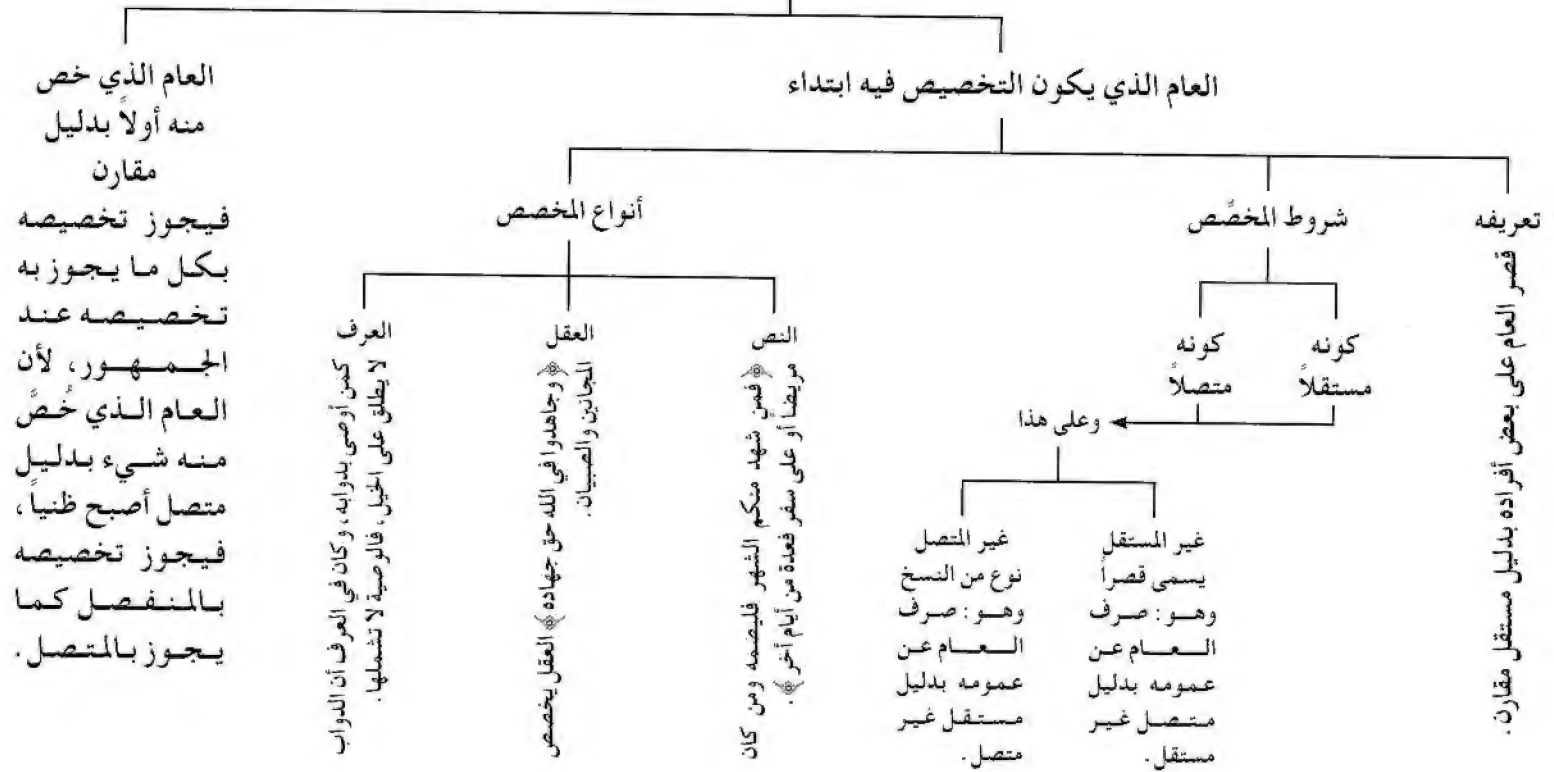 العام الذي يكون التخصيص فيه ابتداء
تعريفه
قصر العام على بعض أفراده بدليل مستقل مقارن.
شروط المخصَّص
كونه
مستقلاً
كونه
متصلاً
وعلى هذا
غير المستقل
يسمى قصراً
وهو: صرف
العام عن
عمومه بدليل
متصل غير
مستقل.
غير المتصل
نوع من النسخ
وهو: صرف
العام عن
عمومه بدليل
مستقل غير
متصل.
أنواع المخصص
النص
﴿فمن شهد منكم الشهر فليصمه ومن كان
مريضاً أو على سفر فعدة من أيام أخر﴾.
العقل
﴿وجاهدوا في الله حق جهاده﴾ العقل يخصص
المجانين والصبيان.
العرف
كمن أوصى بدوابه، وكان في العرف أن الدواب
لا يطلق على الخيل، فالوصية لا تشملها.
العام الذي خص
منه أولاً بدليل
مقارن
فيجوز تخصيصه
بكل ما يجوز به
تخصيصه عند
الجمهور، لأن
العام الذي خُصَّ
منه شيء بدليل
متصل أصبح ظنياً،
فيجوز تخصيصه
بالمنفصل كما
يجوز بالمتصل.